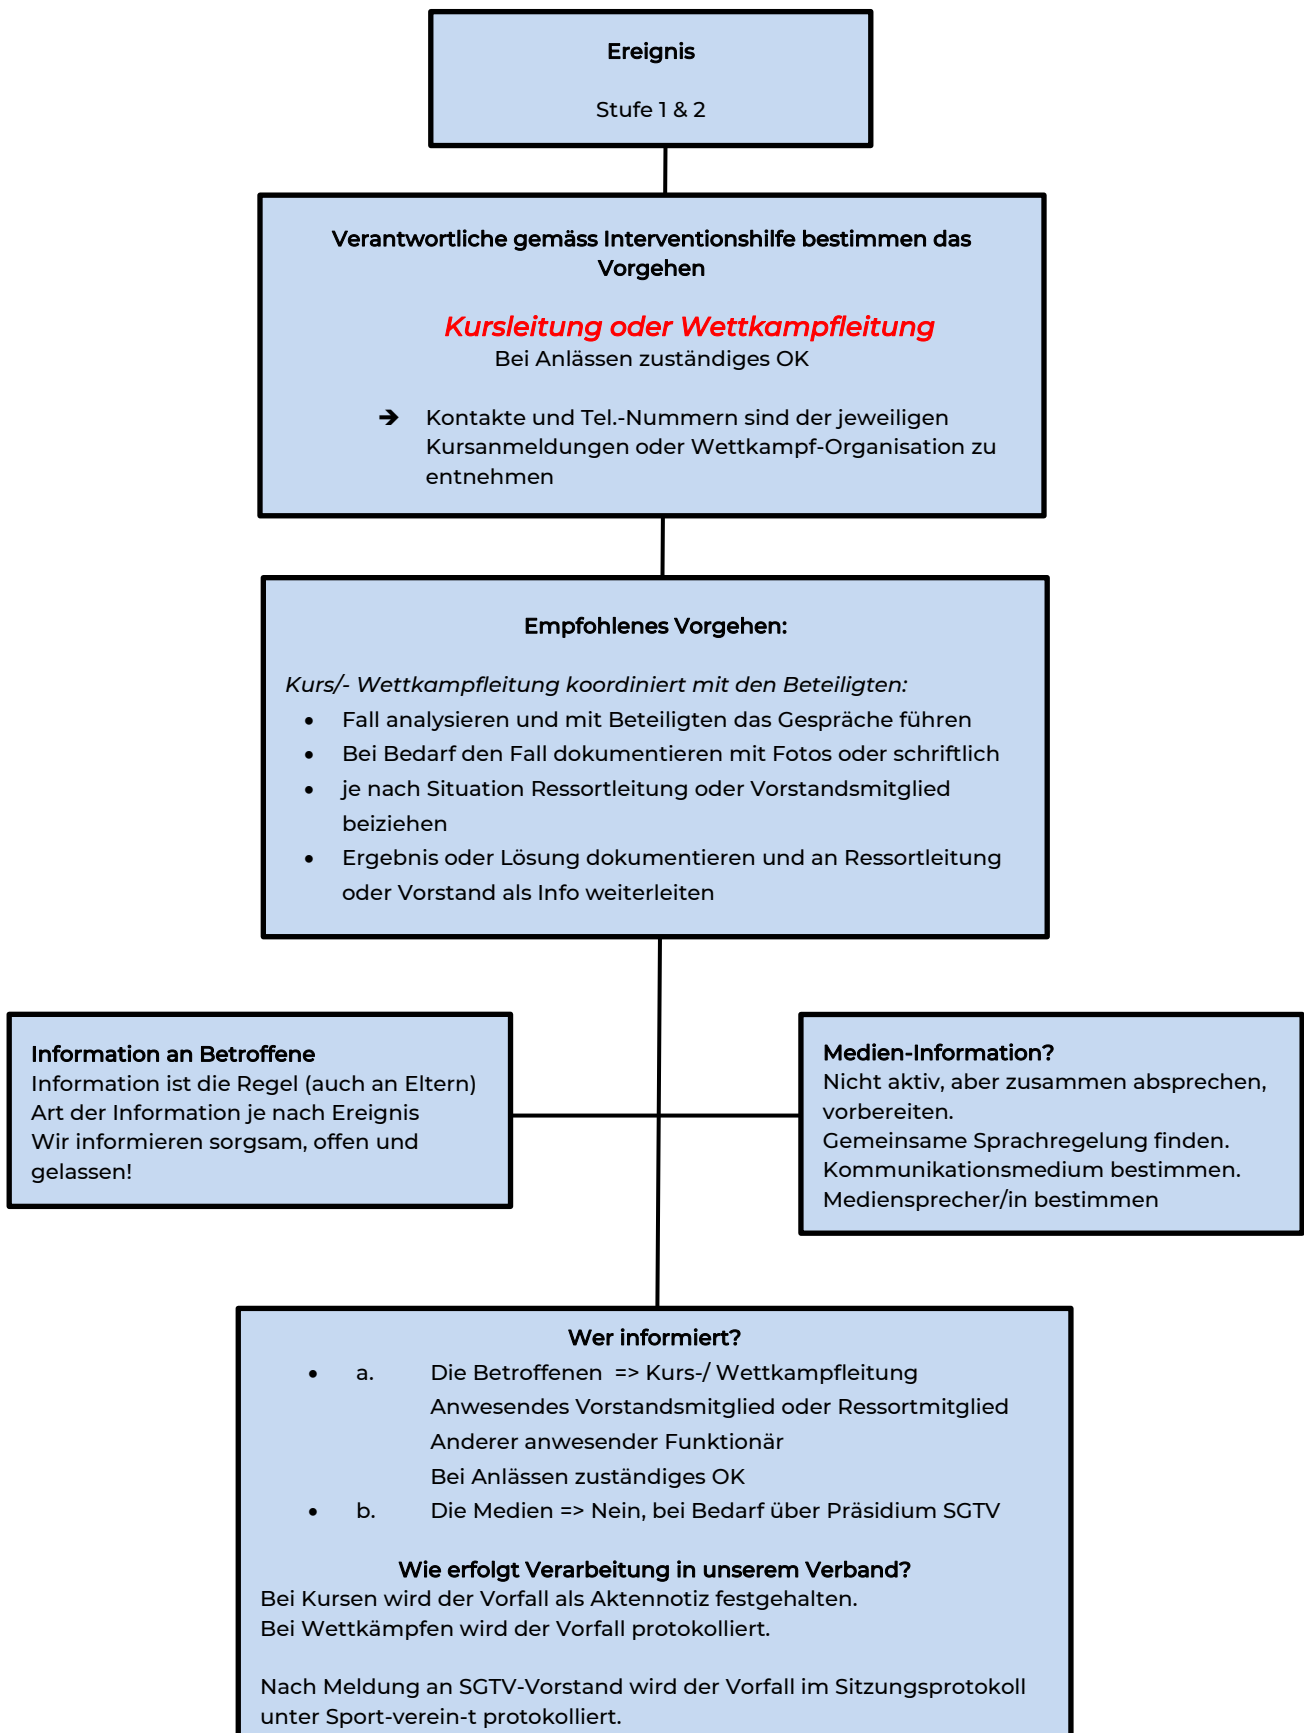 Ereignis
Stufe 1 & 2
Verantwortliche gemäss Interventionshilfe bestimmen das
Vorgehen
Kursleitung oder Wettkampfleitung
Bei Anlässen zuständiges OK
➔ Kontakte und Tel.-Nummern sind der jeweiligen
Kursanmeldungen oder Wettkampf-Organisation zu
entnehmen
Empfohlenes Vorgehen:
Kurs/- Wettkampfleitung koordiniert mit den Beteiligten:
• Fall analysieren und mit Beteiligten das Gespräche führen
• Bei Bedarf den Fall dokumentieren mit Fotos oder schriftlich
• je nach Situation Ressortleitung oder Vorstandsmitglied
beiziehen
• Ergebnis oder Lösung dokumentieren und an Ressortleitung
oder Vorstand als Info weiterleiten
Information an Betroffene
Information ist die Regel (auch an Eltern)
Art der Information je nach Ereignis
Wir informieren sorgsam, offen und
gelassen!
Medien-Information?
Nicht aktiv, aber zusammen absprechen,
vorbereiten.
Gemeinsame Sprachregelung finden.
Kommunikationsmedium bestimmen.
Mediensprecher/in bestimmen
Wer informiert?
• a. Die Betroffenen => Kurs-/ Wettkampfleitung
Anwesendes Vorstandsmitglied oder Ressortmitglied
Anderer anwesender Funktionär
Bei Anlässen zuständiges OK
• b. Die Medien => Nein, bei Bedarf über Präsidium SGTV
Wie erfolgt Verarbeitung in unserem Verband?
Bei Kursen wird der Vorfall als Aktennotiz festgehalten.
Bei Wettkämpfen wird der Vorfall protokolliert.
Nach Meldung an SGTV-Vorstand wird der Vorfall im Sitzungsprotokoll
unter Sport-verein-t protokolliert.